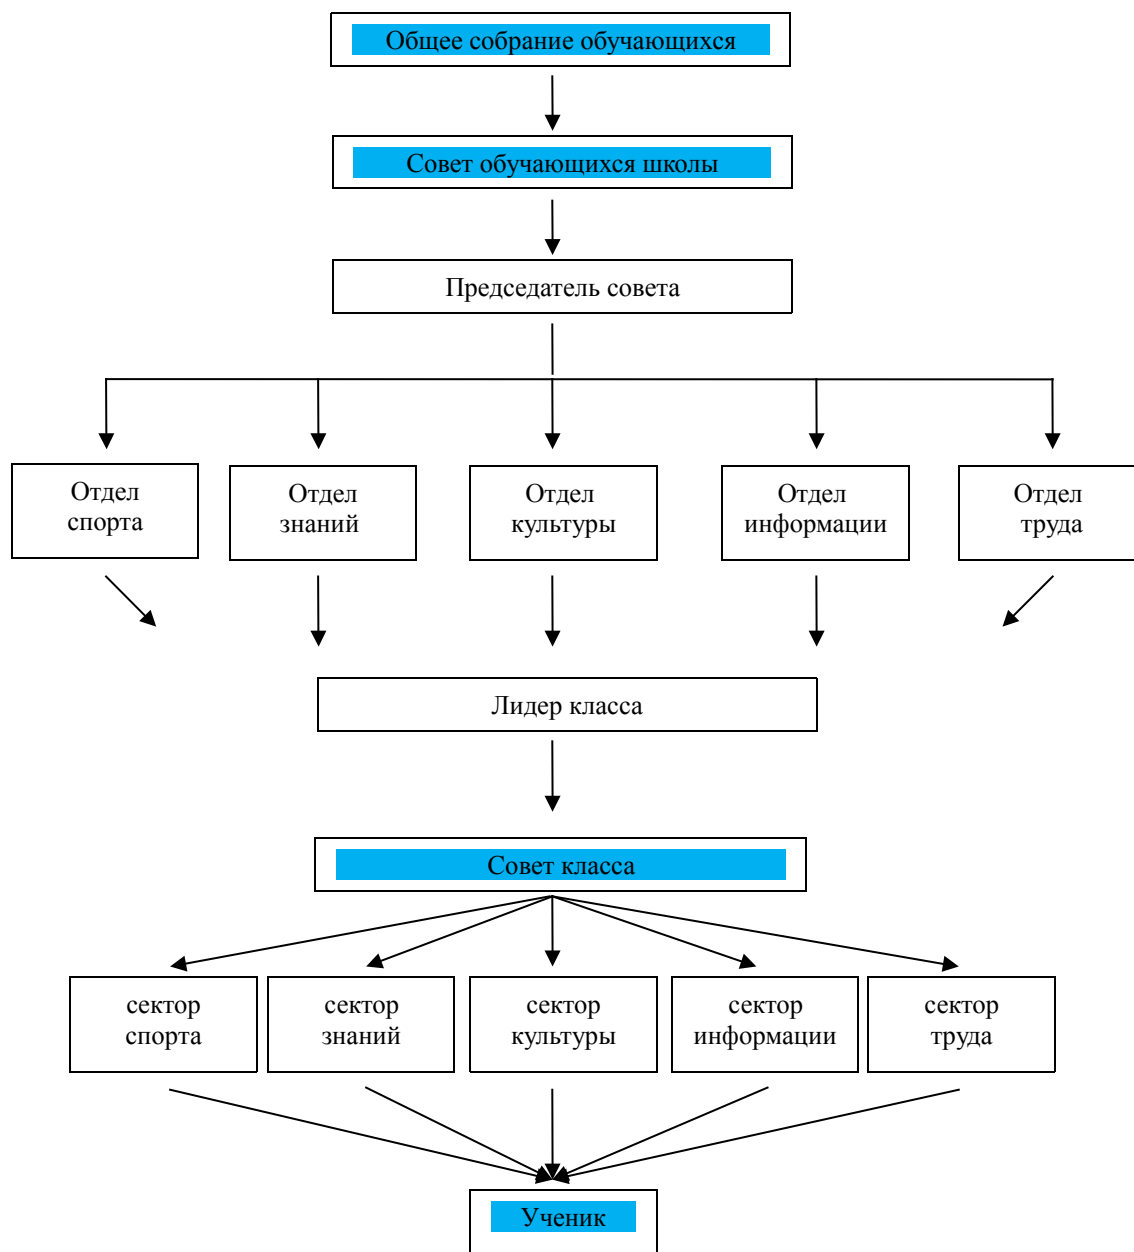 Общее собрание обучающихся
Совет обучающихся школы
Председатель совета
Отдел
спорта
Отдел
знаний
Отдел
культуры
Отдел
информации
Отдел
труда
Лидер класса
Совет класса
сектор
спорта
сектор
знаний
сектор
культуры
сектор
информации
сектор
труда
Ученик